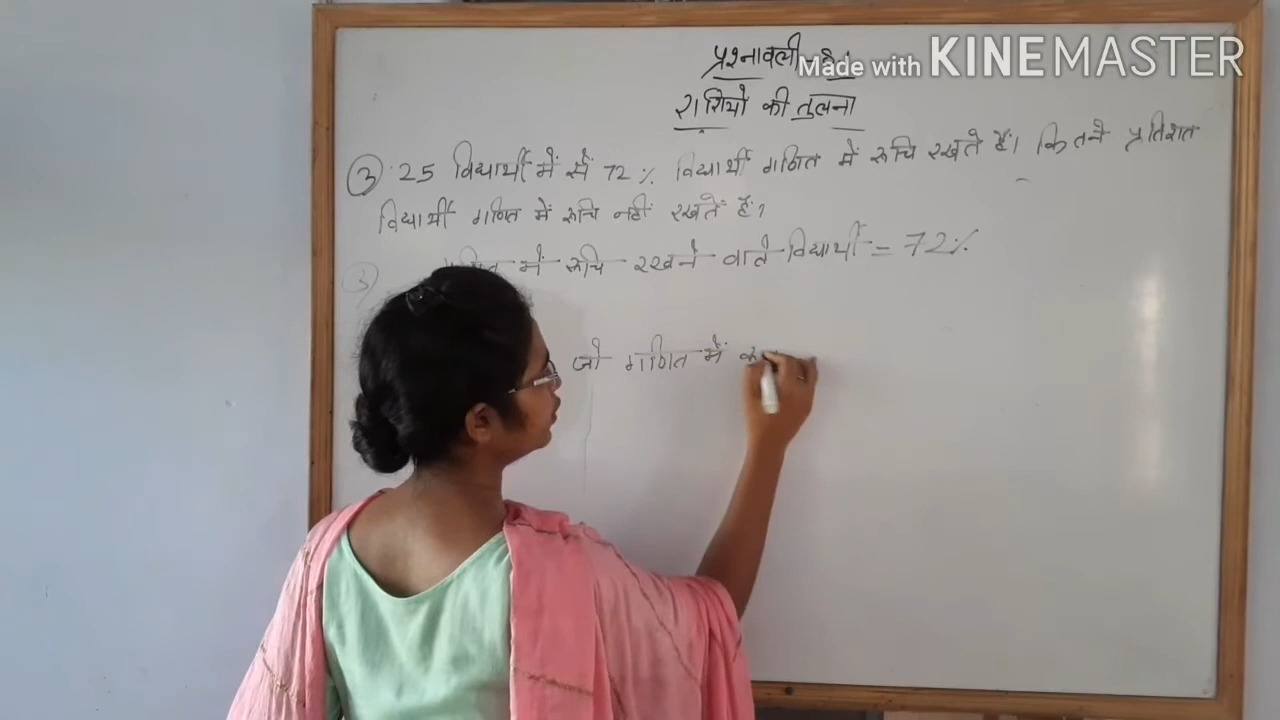 प्रश्नावली
Made with KINEMASTER
राशियो की तुलना
③ 25 विद्यार्थी में से 72% विद्यार्थी गणित में रूचि रखते हैं। कितने प्रतिशत
विद्यार्थी गणित में रूचि नहीं रखते हैं?
③ में रूचि रखने वाले विद्यार्थी = 72%
जो गणित में